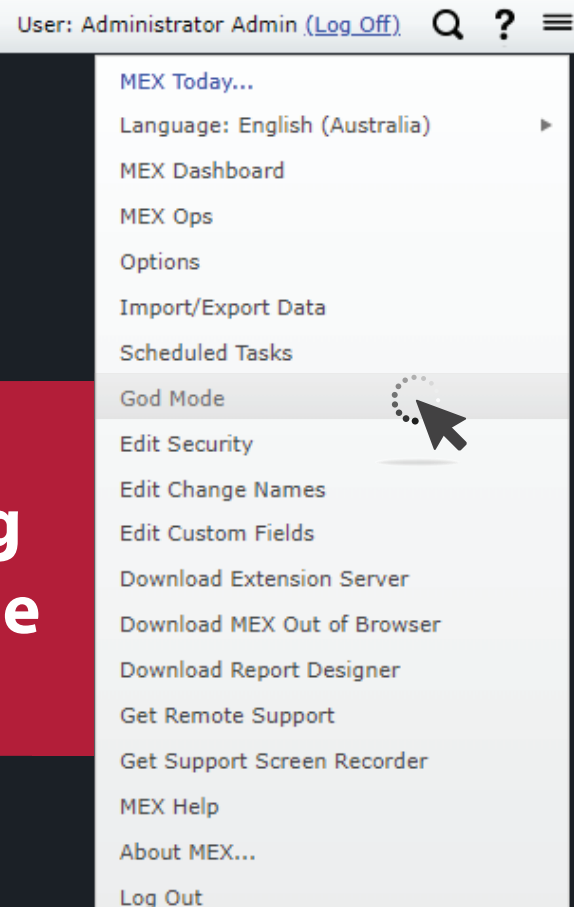 User: Administrator Admin (Log Off) ?
MEX Today...
Language: English (Australia)
MEX Dashboard
MEX Ops
Options
Import/Export Data
Scheduled Tasks
God Mode
Edit Security
Edit Change Names
Edit Custom Fields
Download Extension Server
Download MEX Out of Browser
Download Report Designer
Get Remote Support
Get Support Screen Recorder
MEX Help
About MEX...
Log Out
g
e